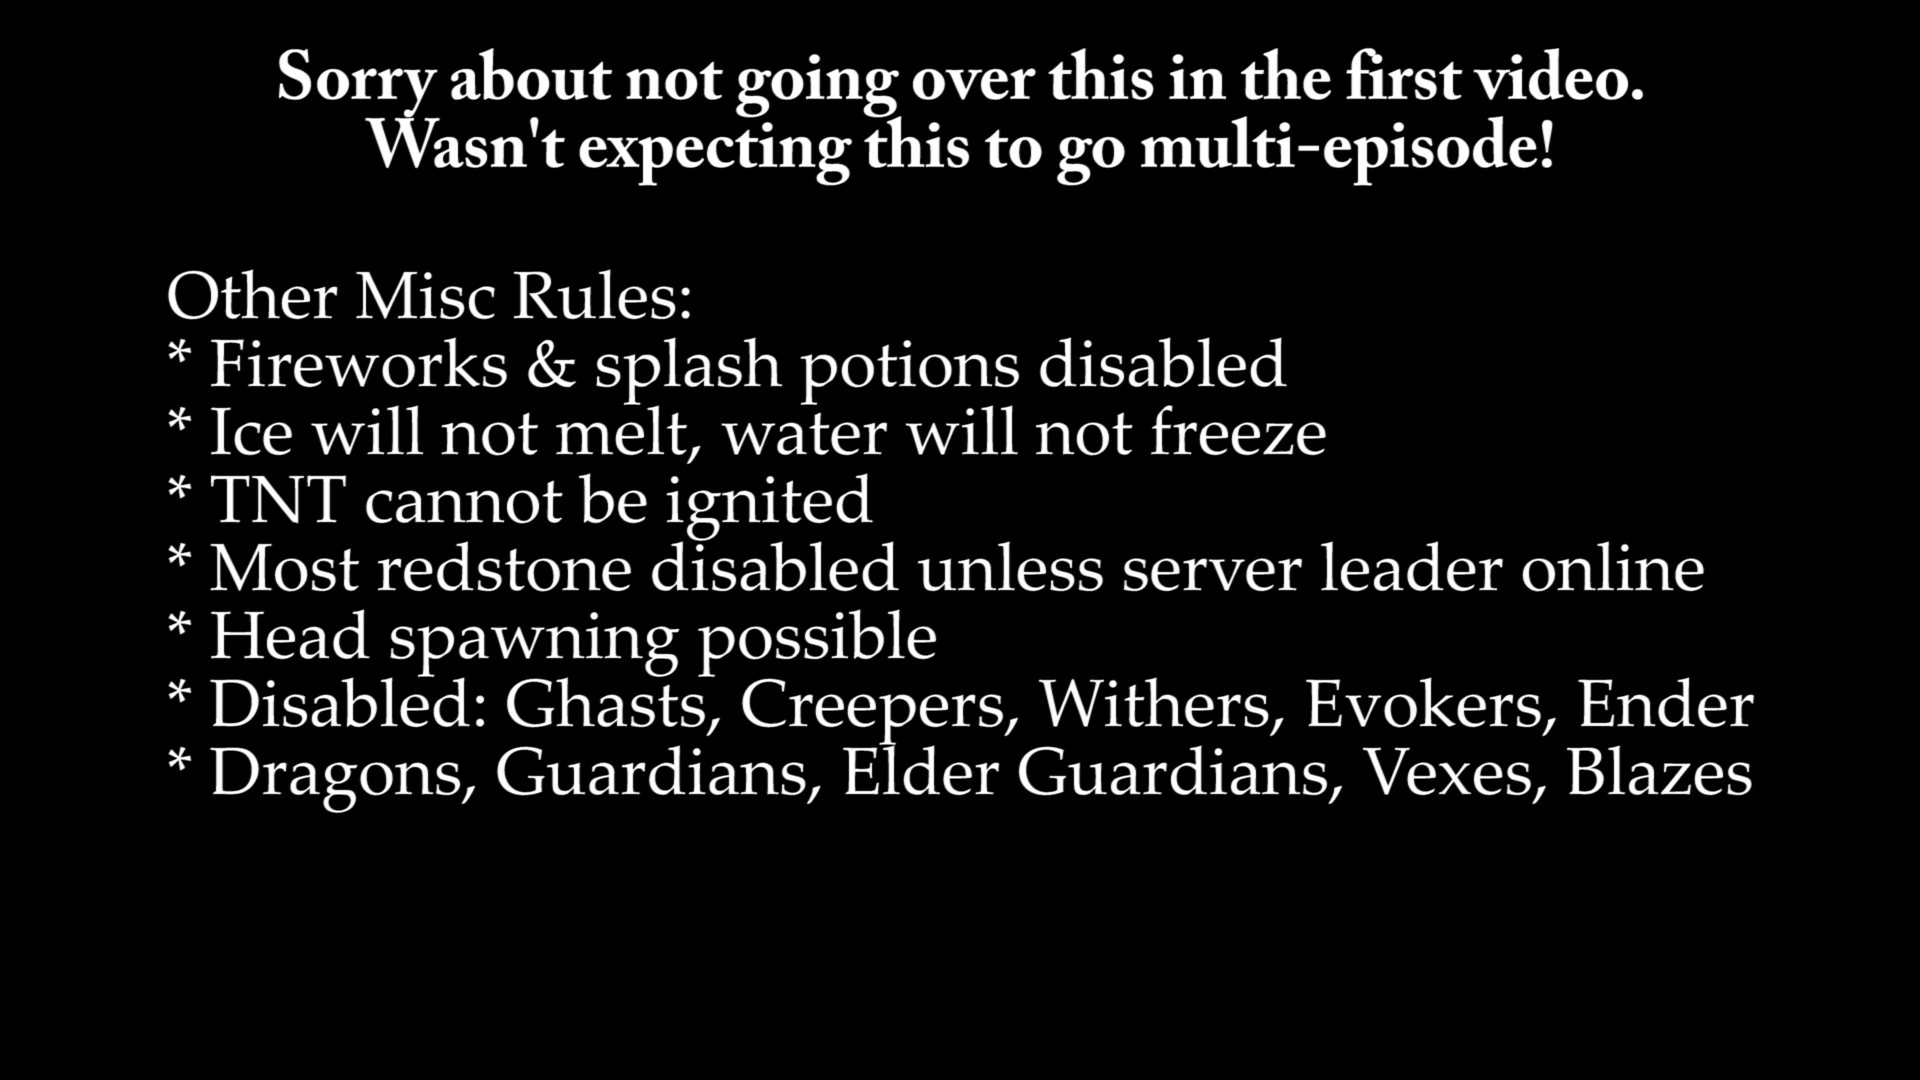 Sorry about not going over this in the first video.
Wasn't expecting this to go multi-episode!
Other Misc Rules:
* Fireworks & splash potions disabled
* Ice will not melt, water will not freeze
* TNT cannot be ignited
* Most redstone disabled unless server leader online
* Head spawning possible
* Disabled: Ghasts, Creepers, Withers, Evokers, Ender
* Dragons, Guardians, Elder Guardians, Vexes, Blazes